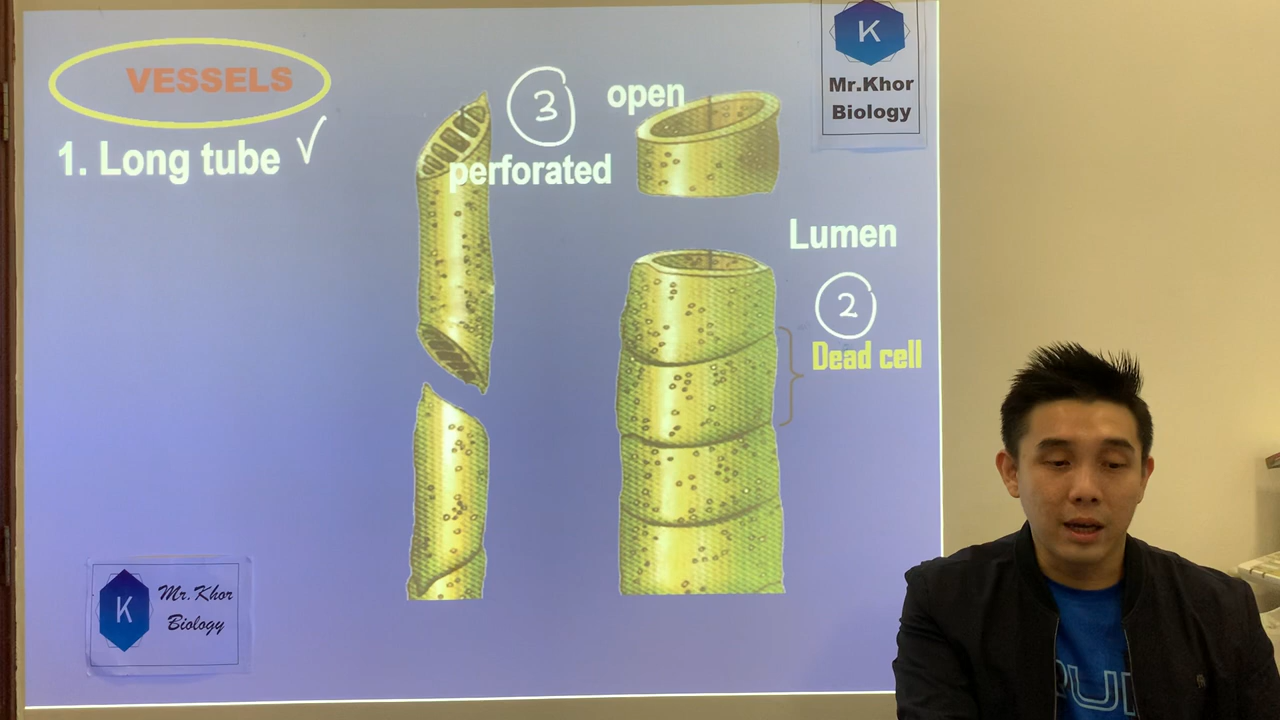 VESSELS
1. Long tube ✓
3
open
perforated
Lumen
2
Dead cell
K
Mr.Khor
Biology
K
Mr. Khor
Biology